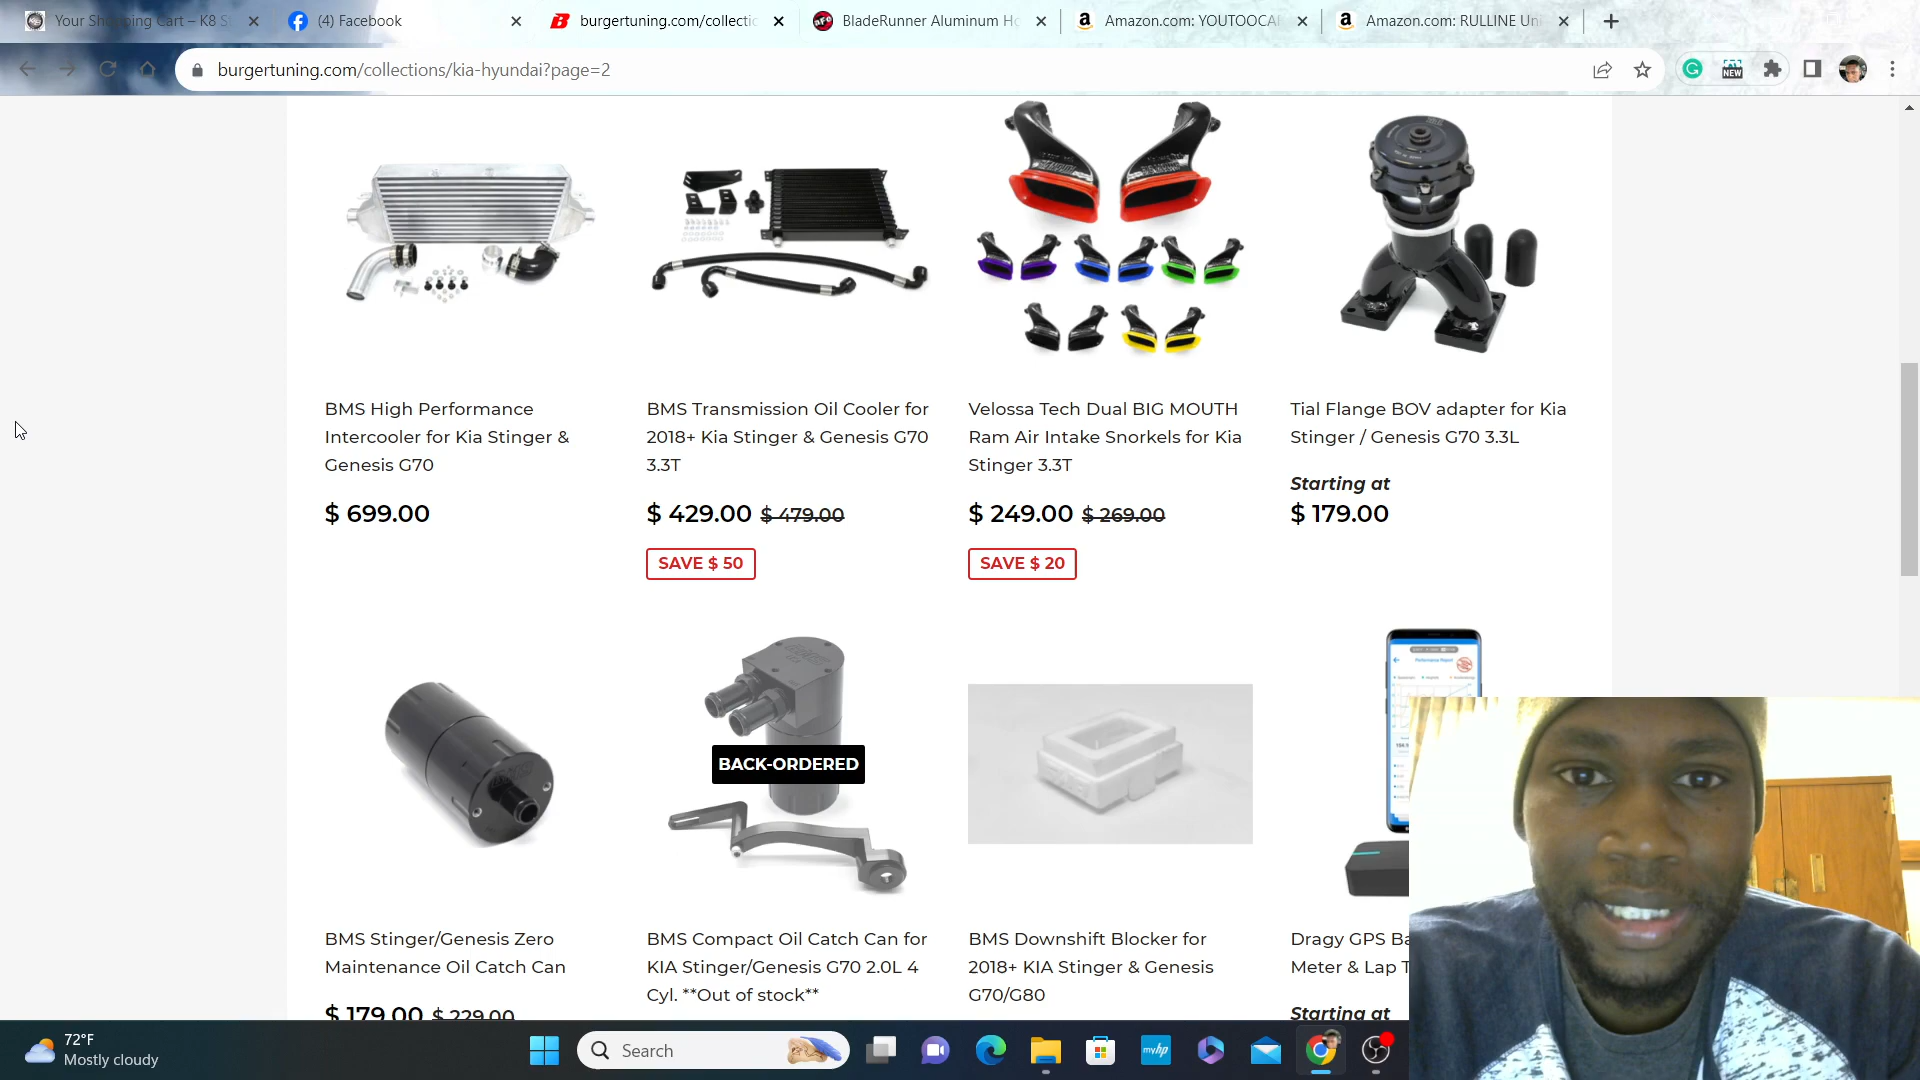 Your Shopping Cart – K8 S
(4) Facebook
burgertuning.com/collectic
BladeRunner Aluminum Ho
Amazon.com: YOUTOOCA
Amazon.com: RULLINE Uni
burgertuning.com/collections/kia-hyundai?page=2
NEW
BMS High Performance
Intercooler for Kia Stinger &
Genesis G70
$ 699.00
BMS Transmission Oil Cooler for
2018+ Kia Stinger & Genesis G70
3.3T
$ 429.00 $ 479.00
SAVE $ 50
Velossa Tech Dual BIG MOUTH
Ram Air Intake Snorkels for Kia
Stinger 3.3T
$ 249.00 $ 269.00
SAVE $ 20
Tial Flange BOV adapter for Kia
Stinger / Genesis G70 3.3L
Starting at
$ 179.00
BACK-ORDERED
Performance Report
BMS Stinger/Genesis Zero
Maintenance Oil Catch Can
$ 179.00 $ 229.00
BMS Compact Oil Catch Can for
KIA Stinger/Genesis G70 2.0L 4
Cyl. **Out of stock**
BMS Downshift Blocker for
2018+ KIA Stinger & Genesis
G70/G80
Dragy GPS Ba
Meter & Lap T
Starting at
72°F
Mostly cloudy
Search
myhp